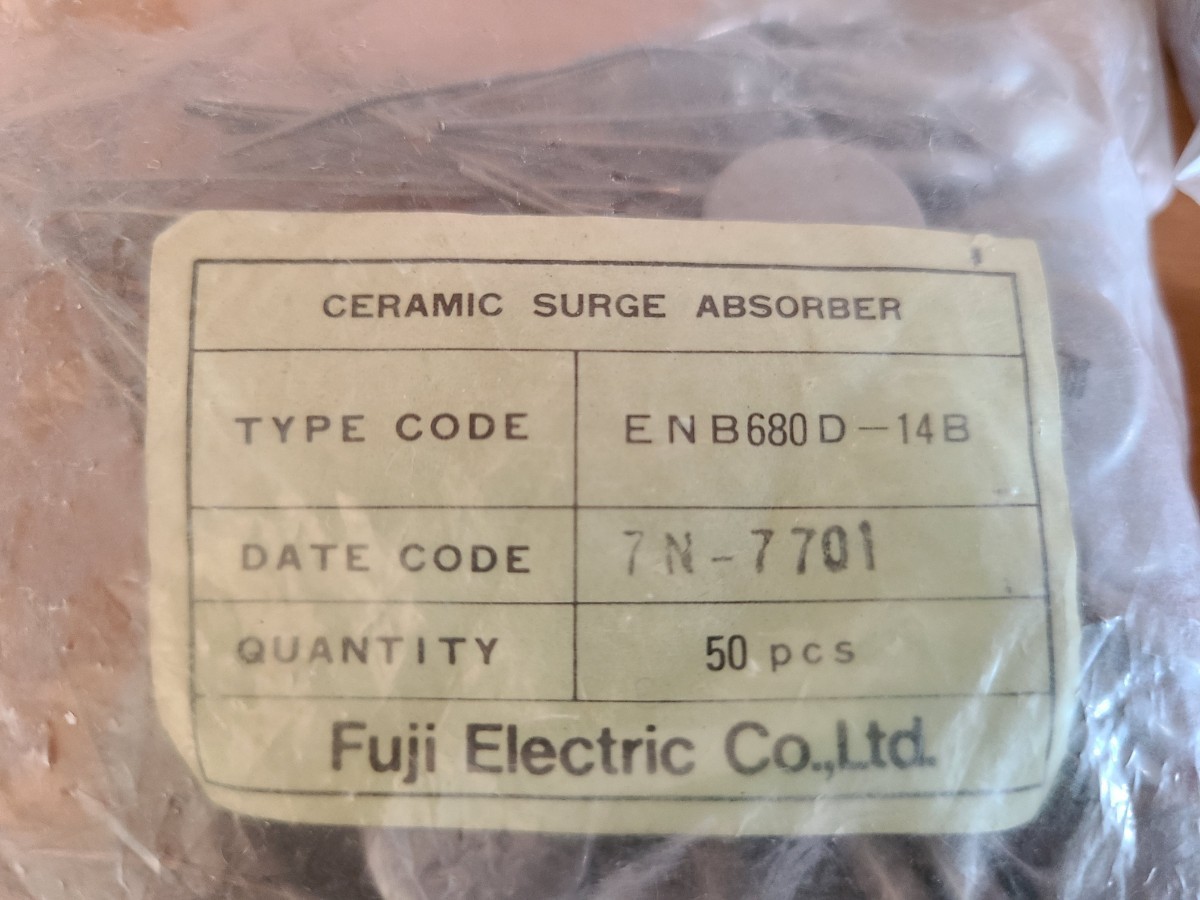 CERAMIC SURGE ABSORBER
TYPE CODE ENB680D-14B
DATE CODE 7N-7701
QUANTITY 50 pcs
Fuji Electric Co.,Ltd.